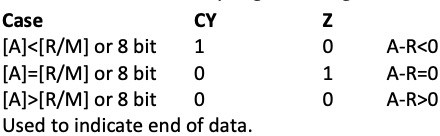 Case CY Z
[A]<[R/M] or 8 bit 1 0 A-R<0
[A]=[R/M] or 8 bit 0 1 A-R=0
[A]>[R/M] or 8 bit 0 0 A-R>0
Used to indicate end of data.